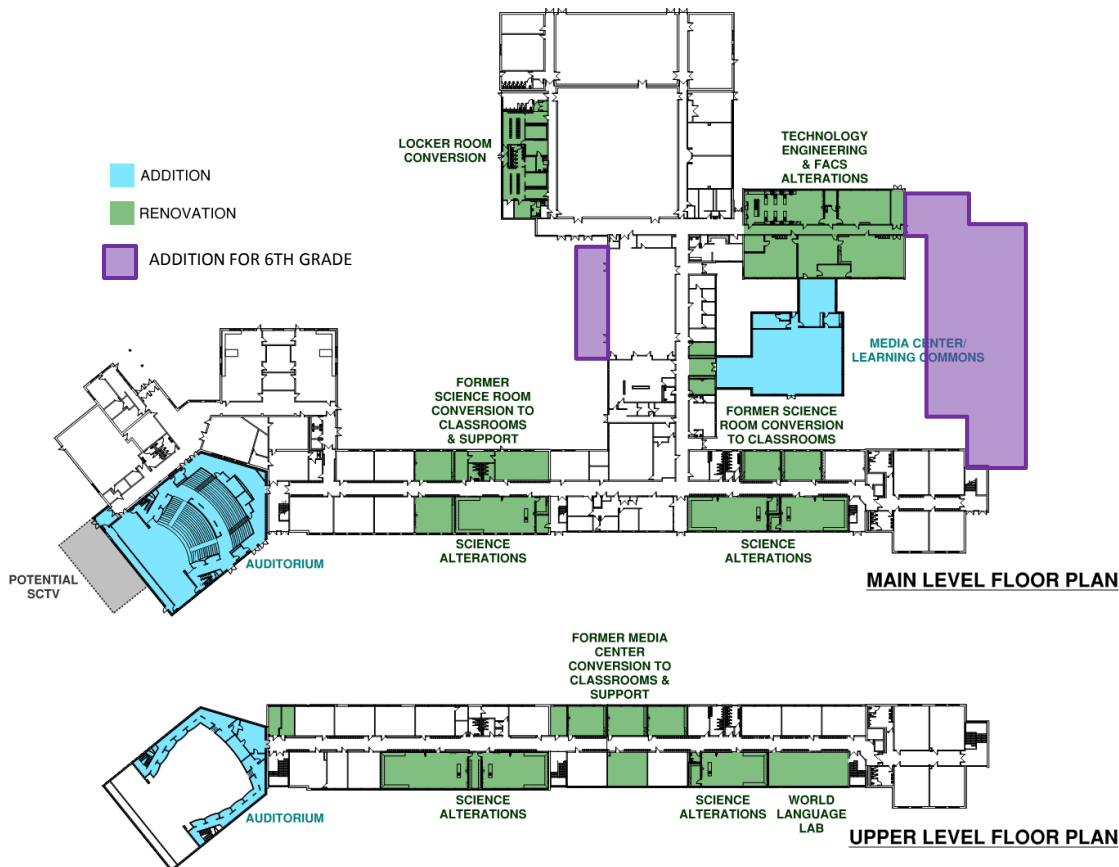 LOCKER ROOM
CONVERSION
TECHNOLOGY
ENGINEERING
& FACS
ALTERATIONS
ADDITION
RENOVATION
ADDITION FOR 6TH GRADE
MEDIA CENTER/
LEARNING COMMONS
FORMER
SCIENCE ROOM
CONVERSION TO
CLASSROOMS
& SUPPORT
FORMER SCIENCE
ROOM CONVERSION
TO CLASSROOMS
SCIENCE
ALTERATIONS
SCIENCE
ALTERATIONS
AUDITORIUM
POTENTIAL
SCTV
MAIN LEVEL FLOOR PLAN
FORMER MEDIA
CENTER
CONVERSION TO
CLASSROOMS &
SUPPORT
AUDITORIUM
SCIENCE
ALTERATIONS
SCIENCE
ALTERATIONS
WORLD
LANGUAGE
LAB
UPPER LEVEL FLOOR PLAN